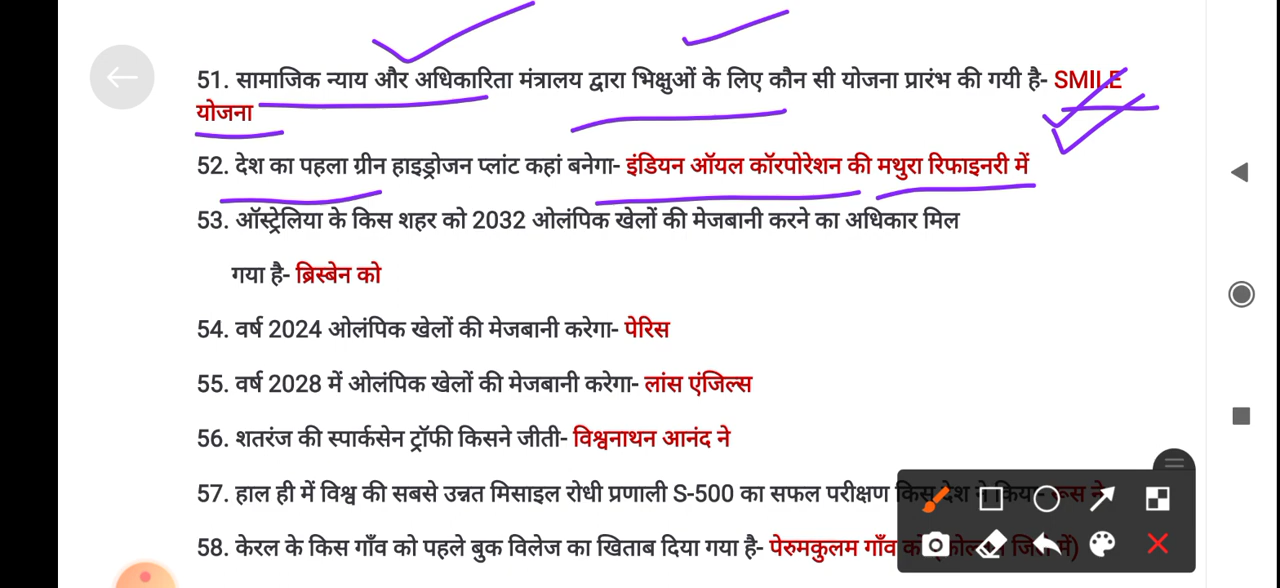 51. सामाजिक न्याय और अधिकारिता मंत्रालय द्वारा भिक्षुओं के लिए कौन सी योजना प्रारंभ की गयी है- SMILE
योजना
52. देश का पहला ग्रीन हाइड्रोजन प्लांट कहां बनेगा- इंडियन ऑयल कॉरपोरेशन की मथुरा रिफाइनरी में
53. ऑस्ट्रेलिया के किस शहर को 2032 ओलंपिक खेलों की मेजबानी करने का अधिकार मिल
गया है- ब्रिस्बेन को
54. वर्ष 2024 ओलंपिक खेलों की मेजबानी करेगा- पेरिस
55. वर्ष 2028 में ओलंपिक खेलों की मेजबानी करेगा- लांस एंजिल्स
56. शतरंज की स्पार्कसेन ट्रॉफी किसने जीती- विश्वनाथन आनंद ने
57. हाल ही में विश्व की सबसे उन्नत मिसाइल रोधी प्रणाली S-500 का सफल परीक्षण किस देश ने किया- रूस ने
58. केरल के किस गाँव को पहले बुक विलेज का खिताब दिया गया है- पेरुमकुलम गाँव को